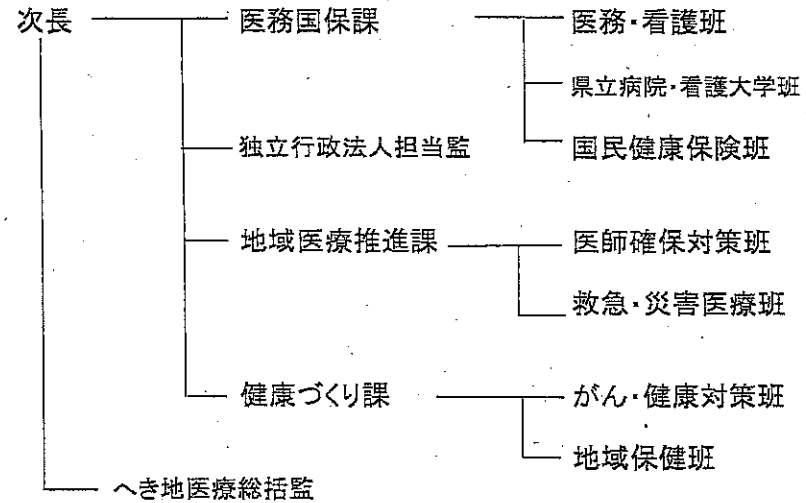 次長
医務国保課
医務・看護班
県立病院・看護大学班
国民健康保険班
独立行政法人担当監
地域医療推進課
医師確保対策班
救急・災害医療班
健康づくり課
がん・健康対策班
地域保健班
へき地医療総括監